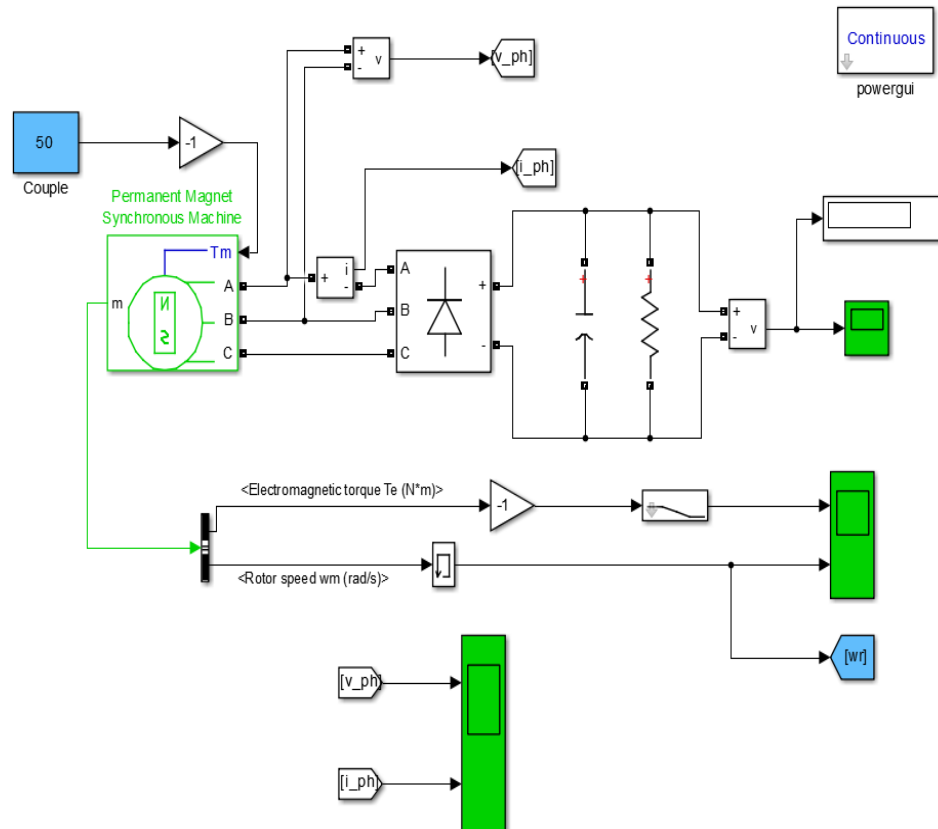 +
-
v
[v_ph]
Continuous
powergui
50
Couple
-1
[i_ph]
Permanent Magnet
Synchronous Machine
Tm
m
N
S
A
B
C
+
i
-
A
B
C
+
-
+
+
+
-
v
<Electromagnetic torque Te (N*m)>
-1
<Rotor speed wm (rad/s)>
[wr]
[v_ph]
[i_ph]